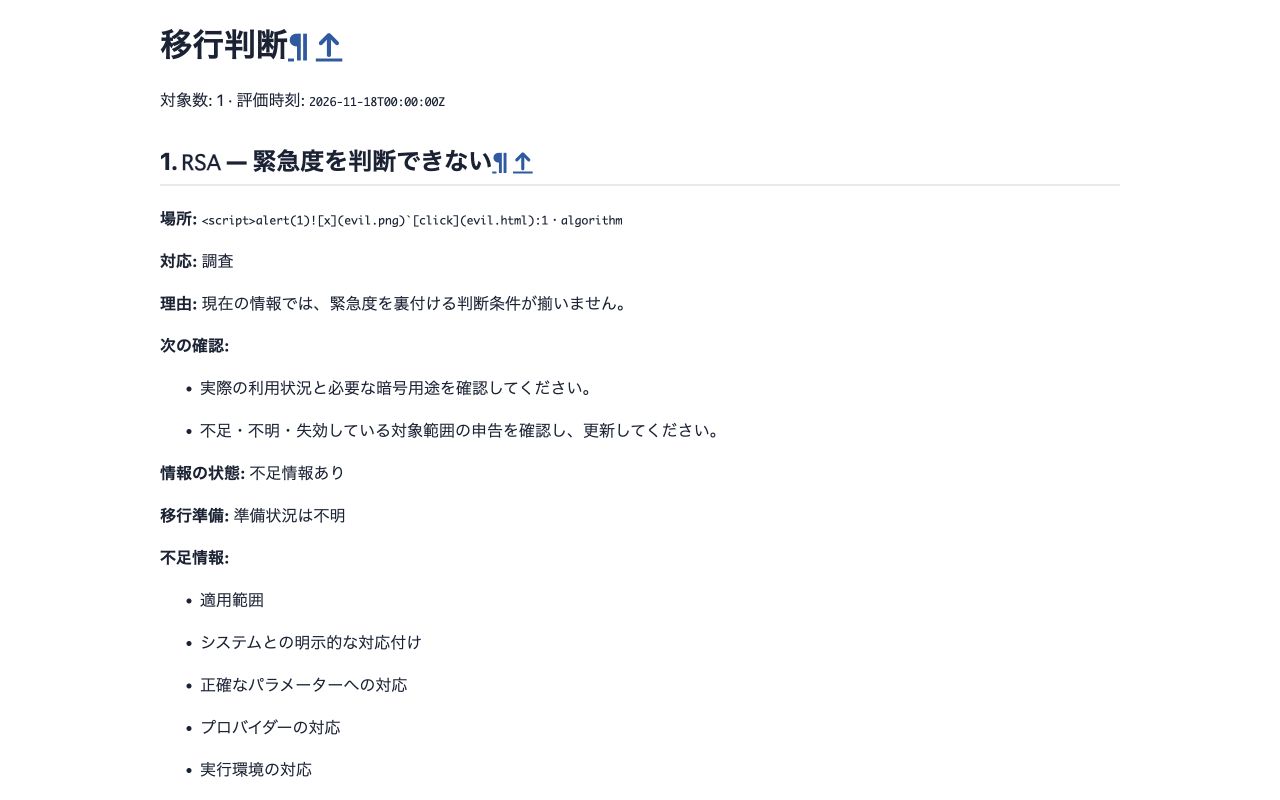 移行判断¶ ↑
対象数: 1 · 評価時刻: 2026-11-18T00:00:00Z
1. RSA — 緊急度を判断できない¶ ↑
場所: <script>alert(1)![x](evil.png)`[click](evil.html):1 · algorithm
対応: 調査
理由: 現在の情報では、緊急度を裏付ける判断条件が揃いません。
次の確認:
• 実際の利用状況と必要な暗号用途を確認してください。
• 不足・不明・失効している対象範囲の申告を確認し、更新してください。
情報の状態: 不足情報あり
移行準備: 準備状況は不明
不足情報:
• 適用範囲
• システムとの明示的な対応付け
• 正確なパラメーターへの対応
• プロバイダーの対応
• 実行環境の対応